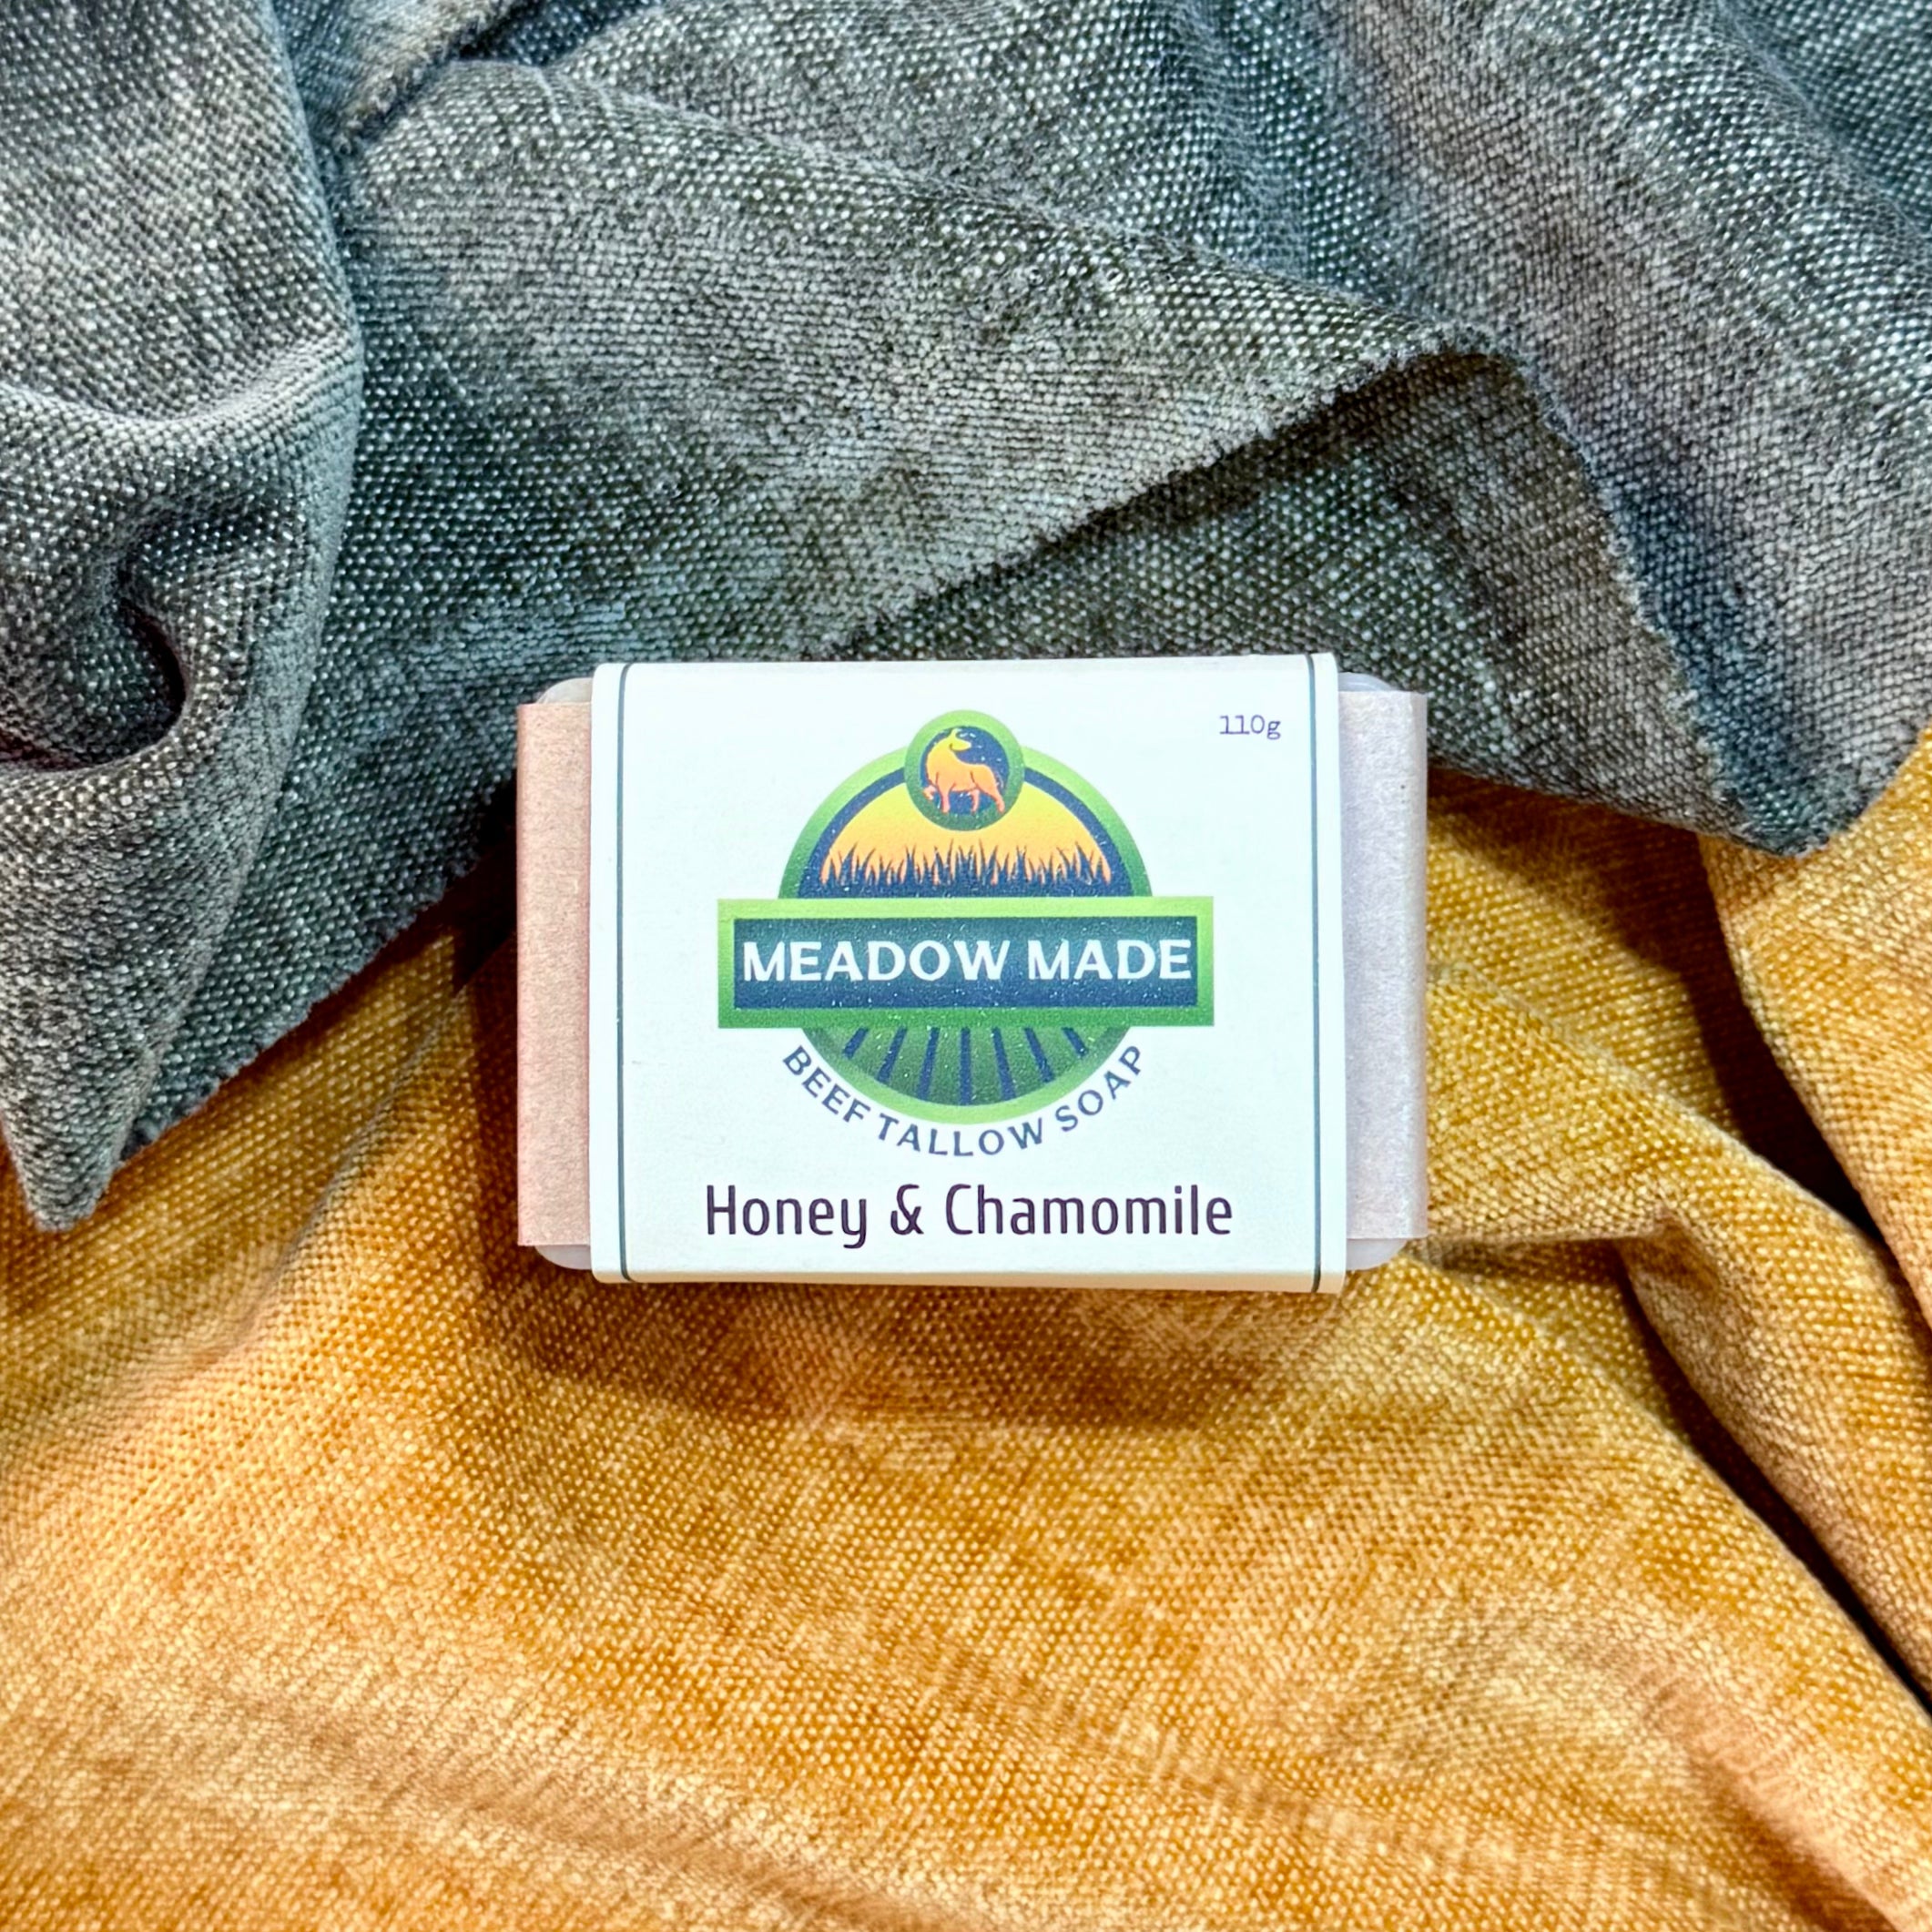 110g
MEADOW MADE
BEEF TALLOW SOAP
Honey & Chamomile